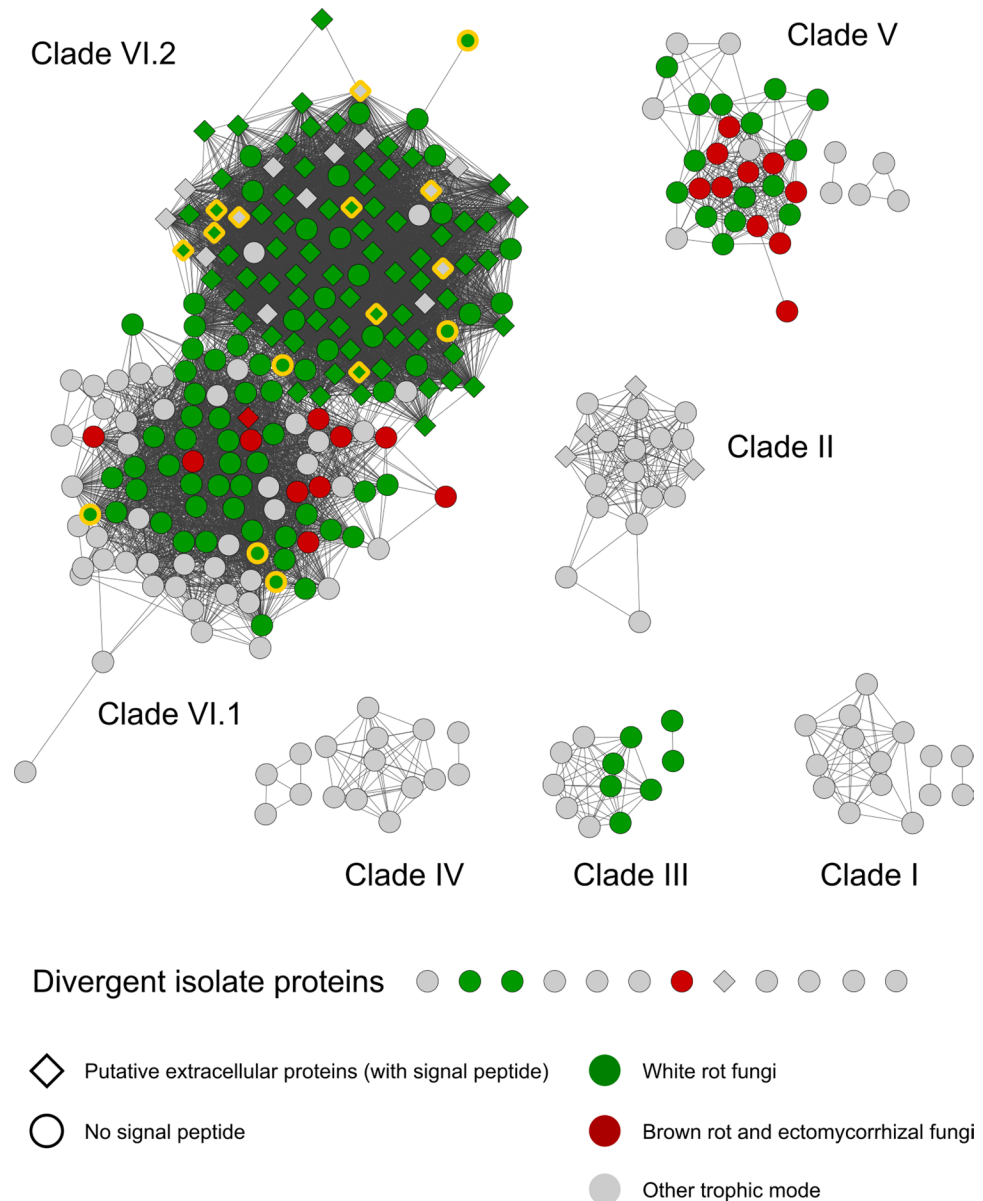 Clade VI.2
Clade V
Clade II
Clade VI.1
Clade IV
Clade III
Clade I
Divergent isolate proteins
Putative extracellular proteins (with signal peptide)
White rot fungi
No signal peptide
Brown rot and ectomycorrhizal fungi
Other trophic mode